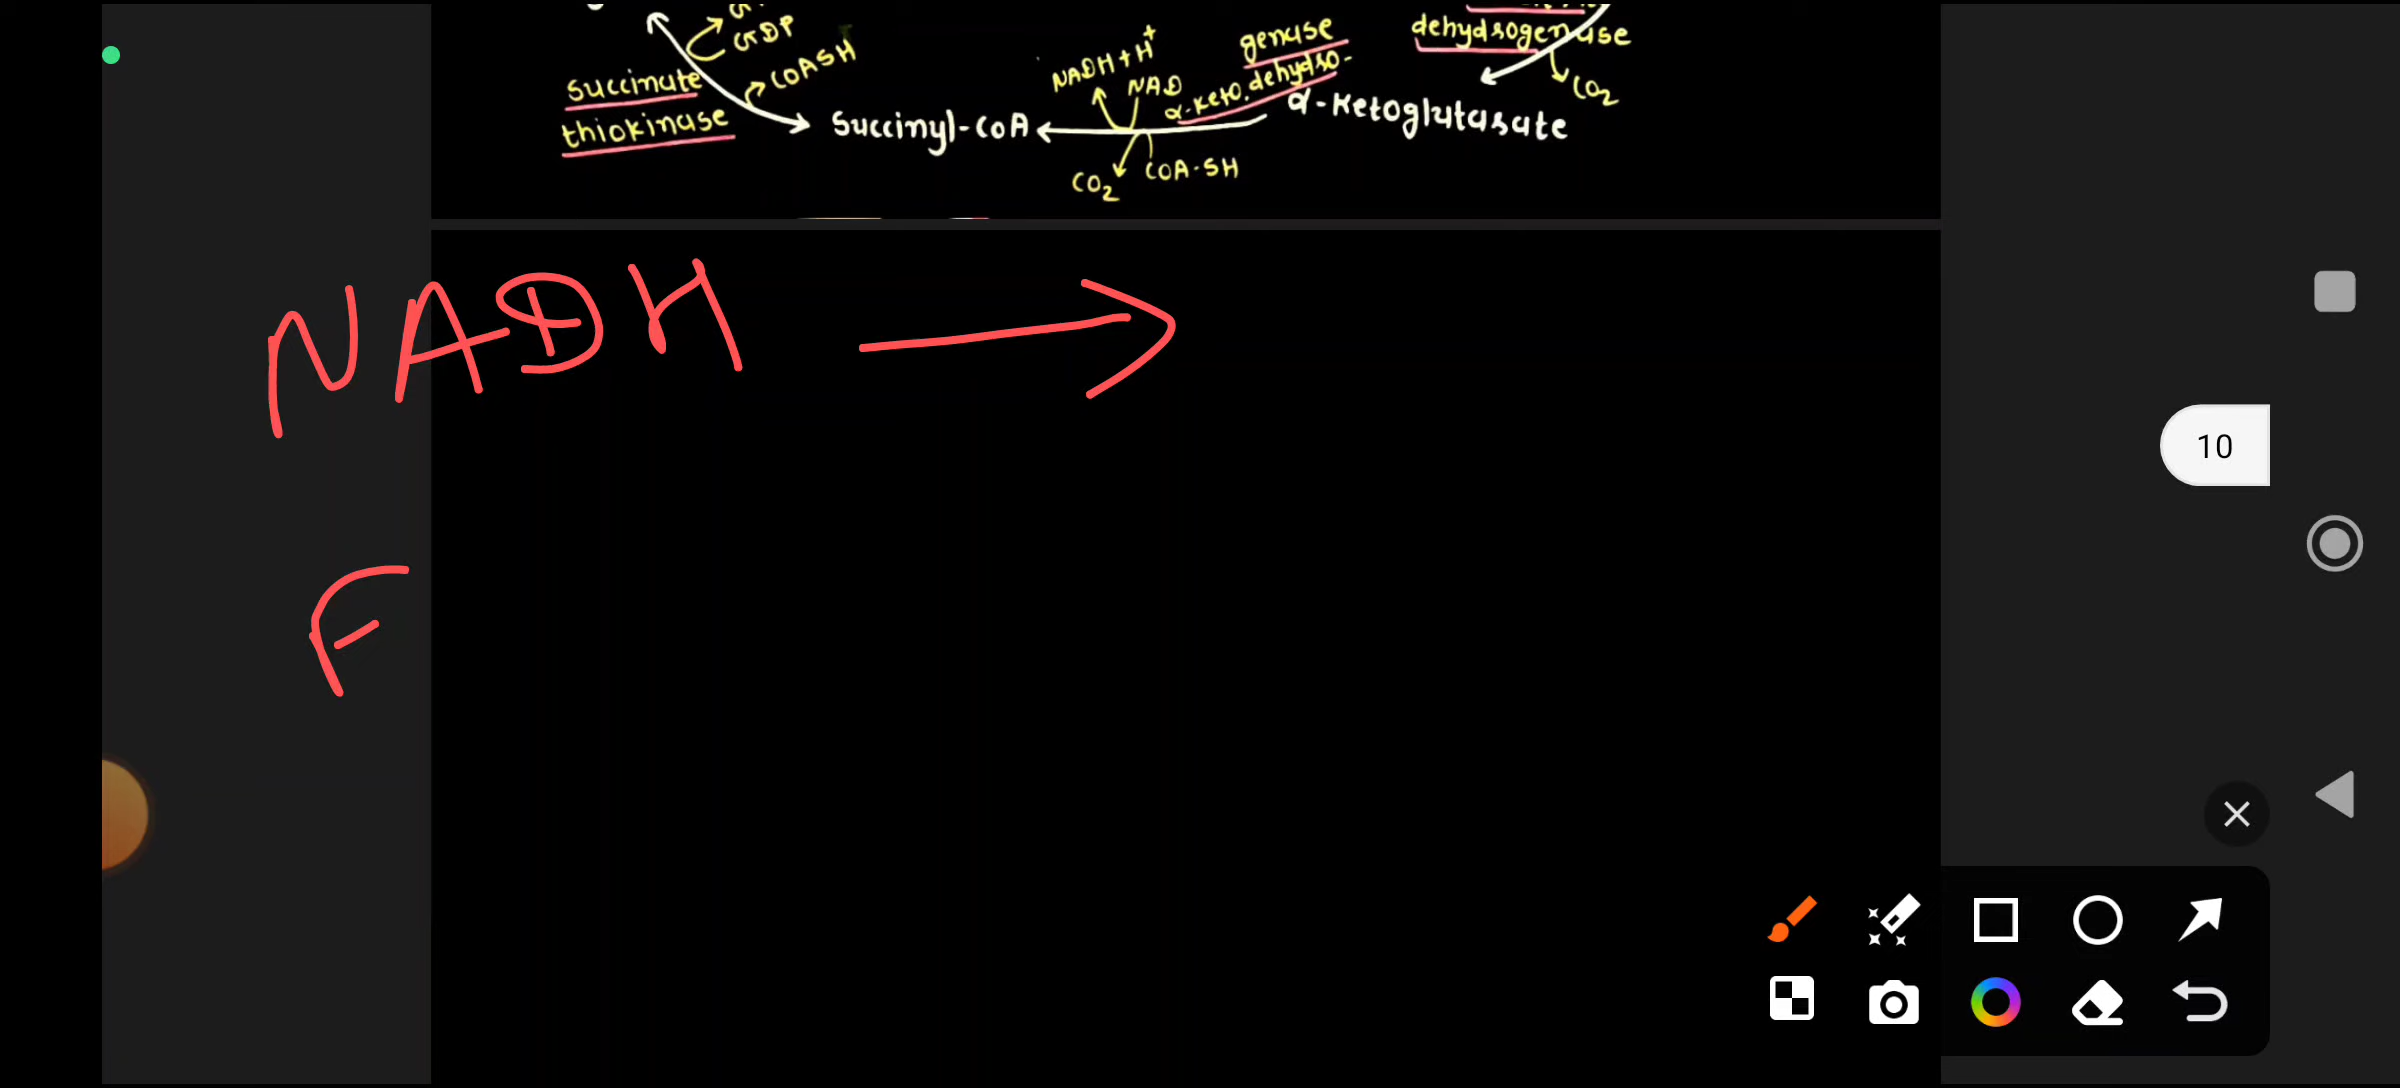 GDP
COASH
succinate
thiokinase
Succinyl-CoA
NADH+H+
NAD
CO2
COA-SH
genase
α-keto.dehydro-
α-Ketoglutarate
dehydrogenase
CO2
NADH →
F
10